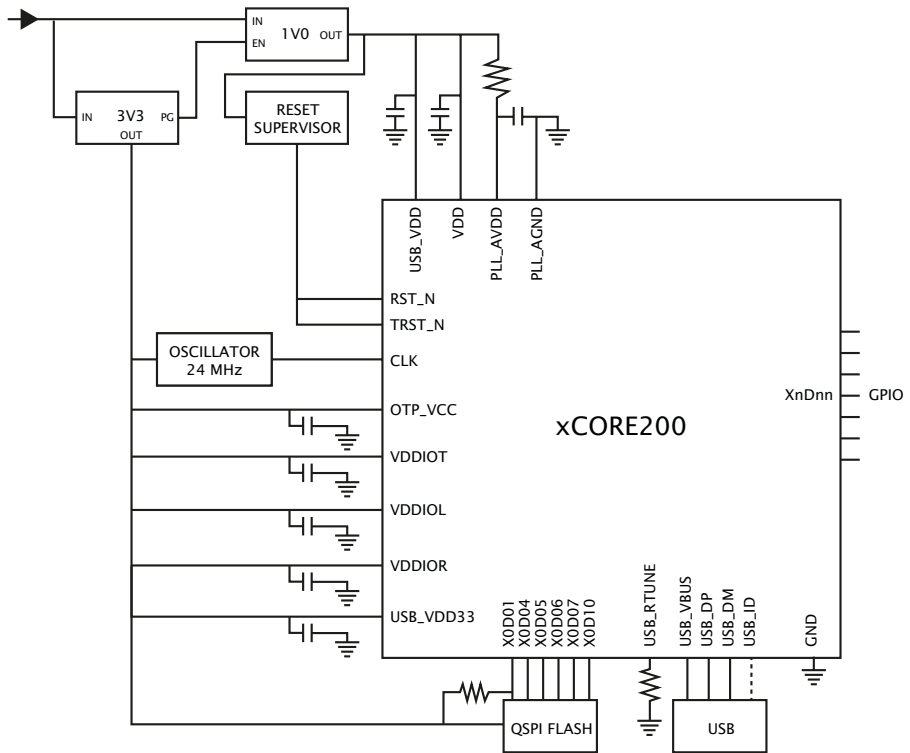 IN
EN
1V0
OUT
IN
3V3
PG
OUT
RESET
SUPERVISOR
USB_VDD
VDD
PLL_AVDD
PLL_AGND
RST_N
TRST_N
OSCILLATOR
24 MHz
CLK
OTP_VCC
VDDIOT
VDDIOL
VDDIOR
USB_VDD33
xCORE200
XnDnn
GPIO
X0D01
X0D04
X0D05
X0D06
X0D07
X0D10
USB_RTUNE
USB_VBUS
USB_DP
USB_DM
USB_ID
GND
QSPI FLASH
USB